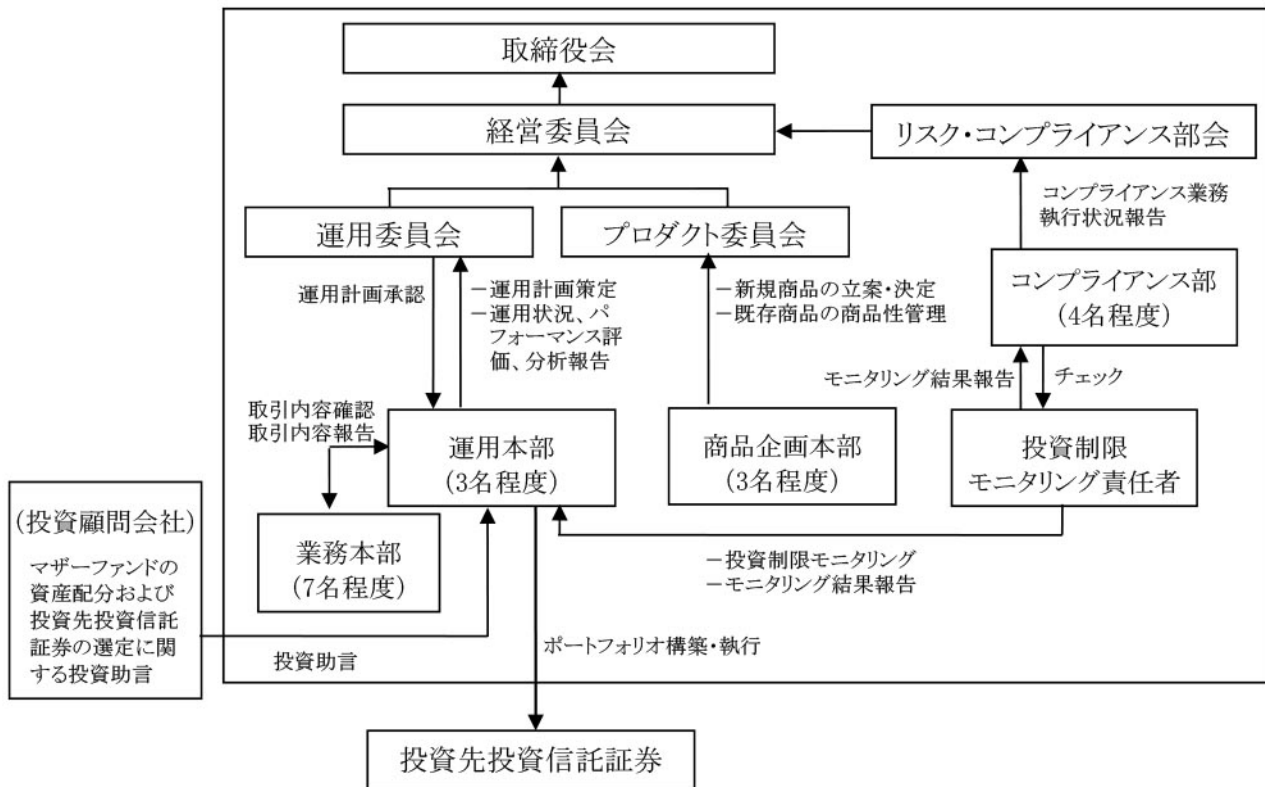 取締役会
経営委員会
リスク・コンプライアンス部会
コンプライアンス業務
執行状況報告
運用委員会
プロダクト委員会
コンプライアンス部
(4名程度)
運用計画承認
－運用計画策定
－運用状況、パ
フォーマンス評
価、分析報告
－新規商品の立案・決定
－既存商品の商品性管理
モニタリング結果報告
チェック
取引内容確認
取引内容報告
運用本部
(3名程度)
商品企画本部
(3名程度)
投資制限
モニタリング責任者
(投資顧問会社)
マザーファンドの
資産配分および
投資先投資信託
証券の選定に関
する投資助言
業務本部
(7名程度)
－投資制限モニタリング
－モニタリング結果報告
投資助言
ポートフォリオ構築・執行
投資先投資信託証券